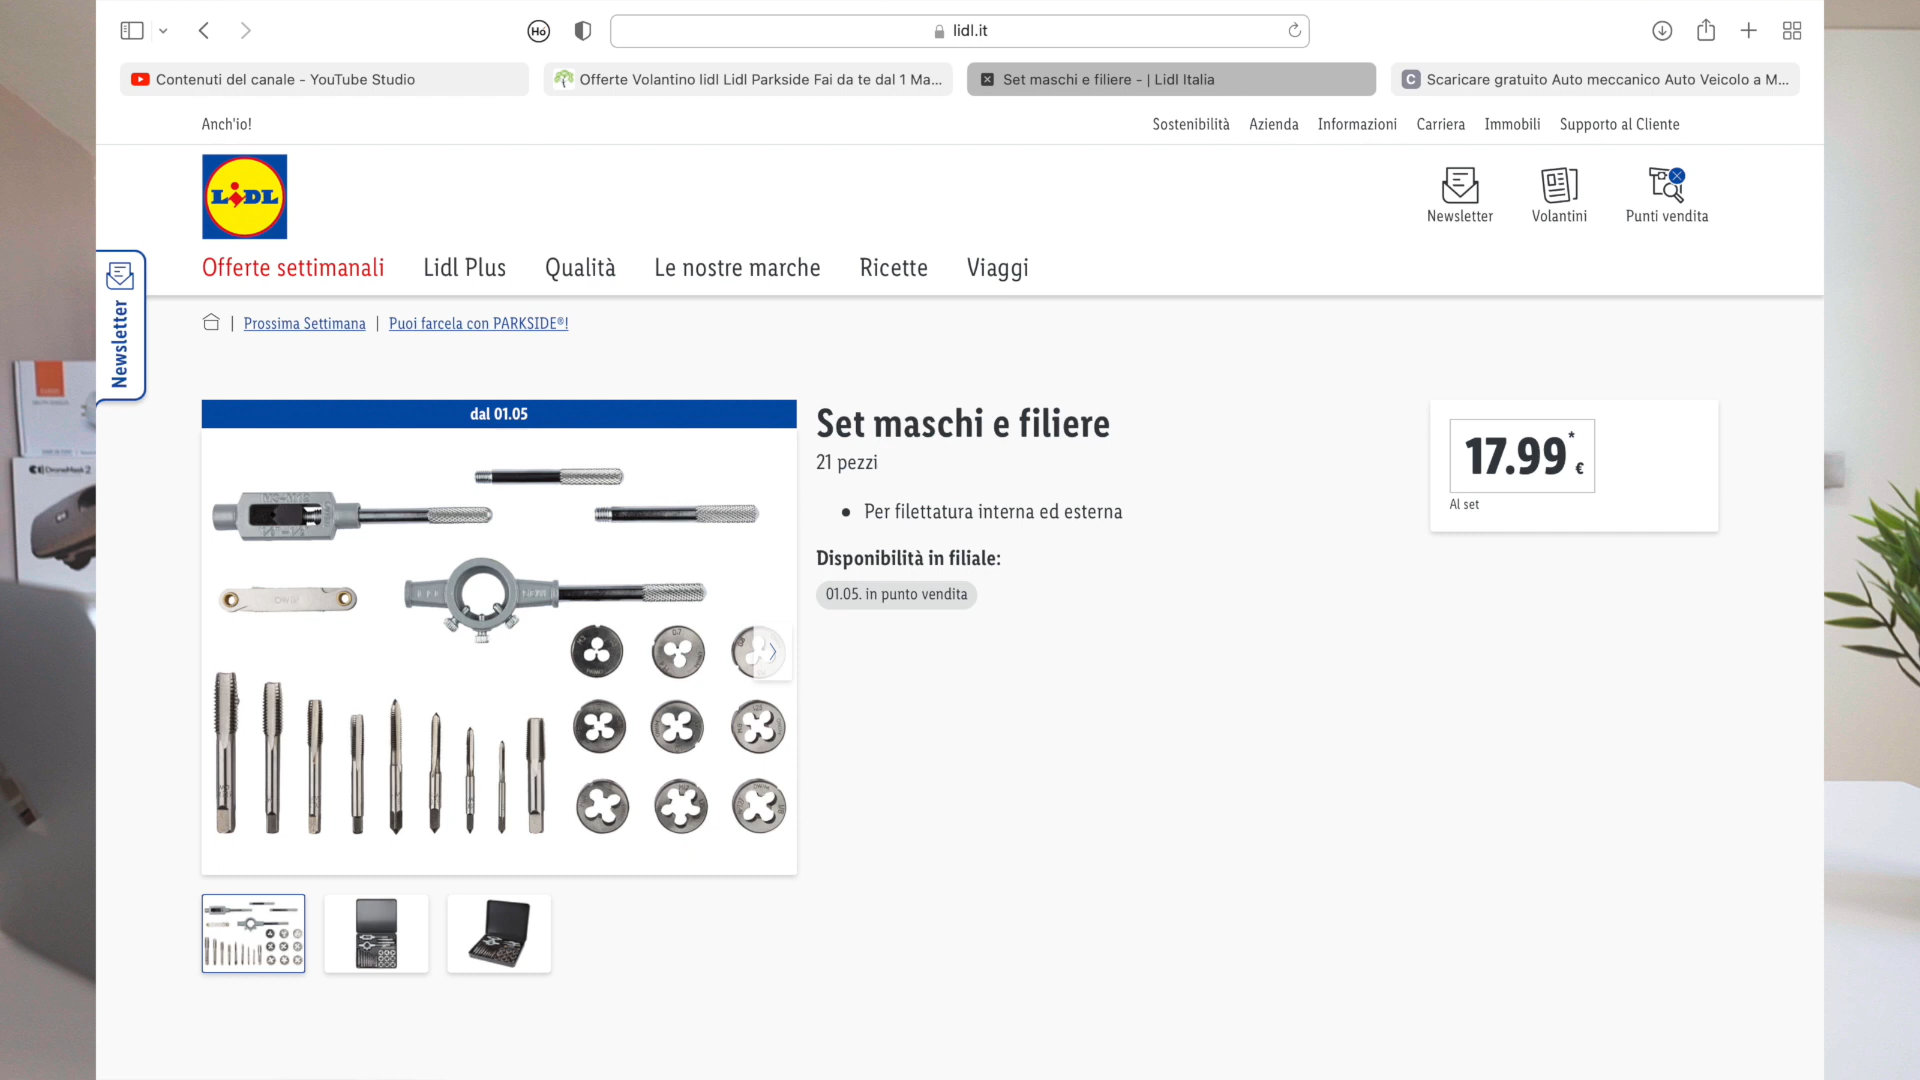 Hó
lidl.it
Contenuti del canale - YouTube Studio
Offerte Volantino lidl Lidl Parkside Fai da te dal 1 Ma...
Set maschi e filiere - | Lidl Italia
C
Scaricare gratuito Auto meccanico Auto Veicolo a M...
Anch'io!
Sostenibilità
Azienda
Informazioni
Carriera
Immobili
Supporto al Cliente
LIDL
Newsletter
Volantini
Punti vendita
Offerte settimanali
Lidl Plus
Qualità
Le nostre marche
Ricette
Viaggi
Newsletter
| Prossima Settimana | Puoi farcela con PARKSIDE®!
dal 01.05
Set maschi e filiere
21 pezzi
• Per filettatura interna ed esterna
Disponibilità in filiale:
01.05. in punto vendita
17.99* €
Al set
DroneMask 2